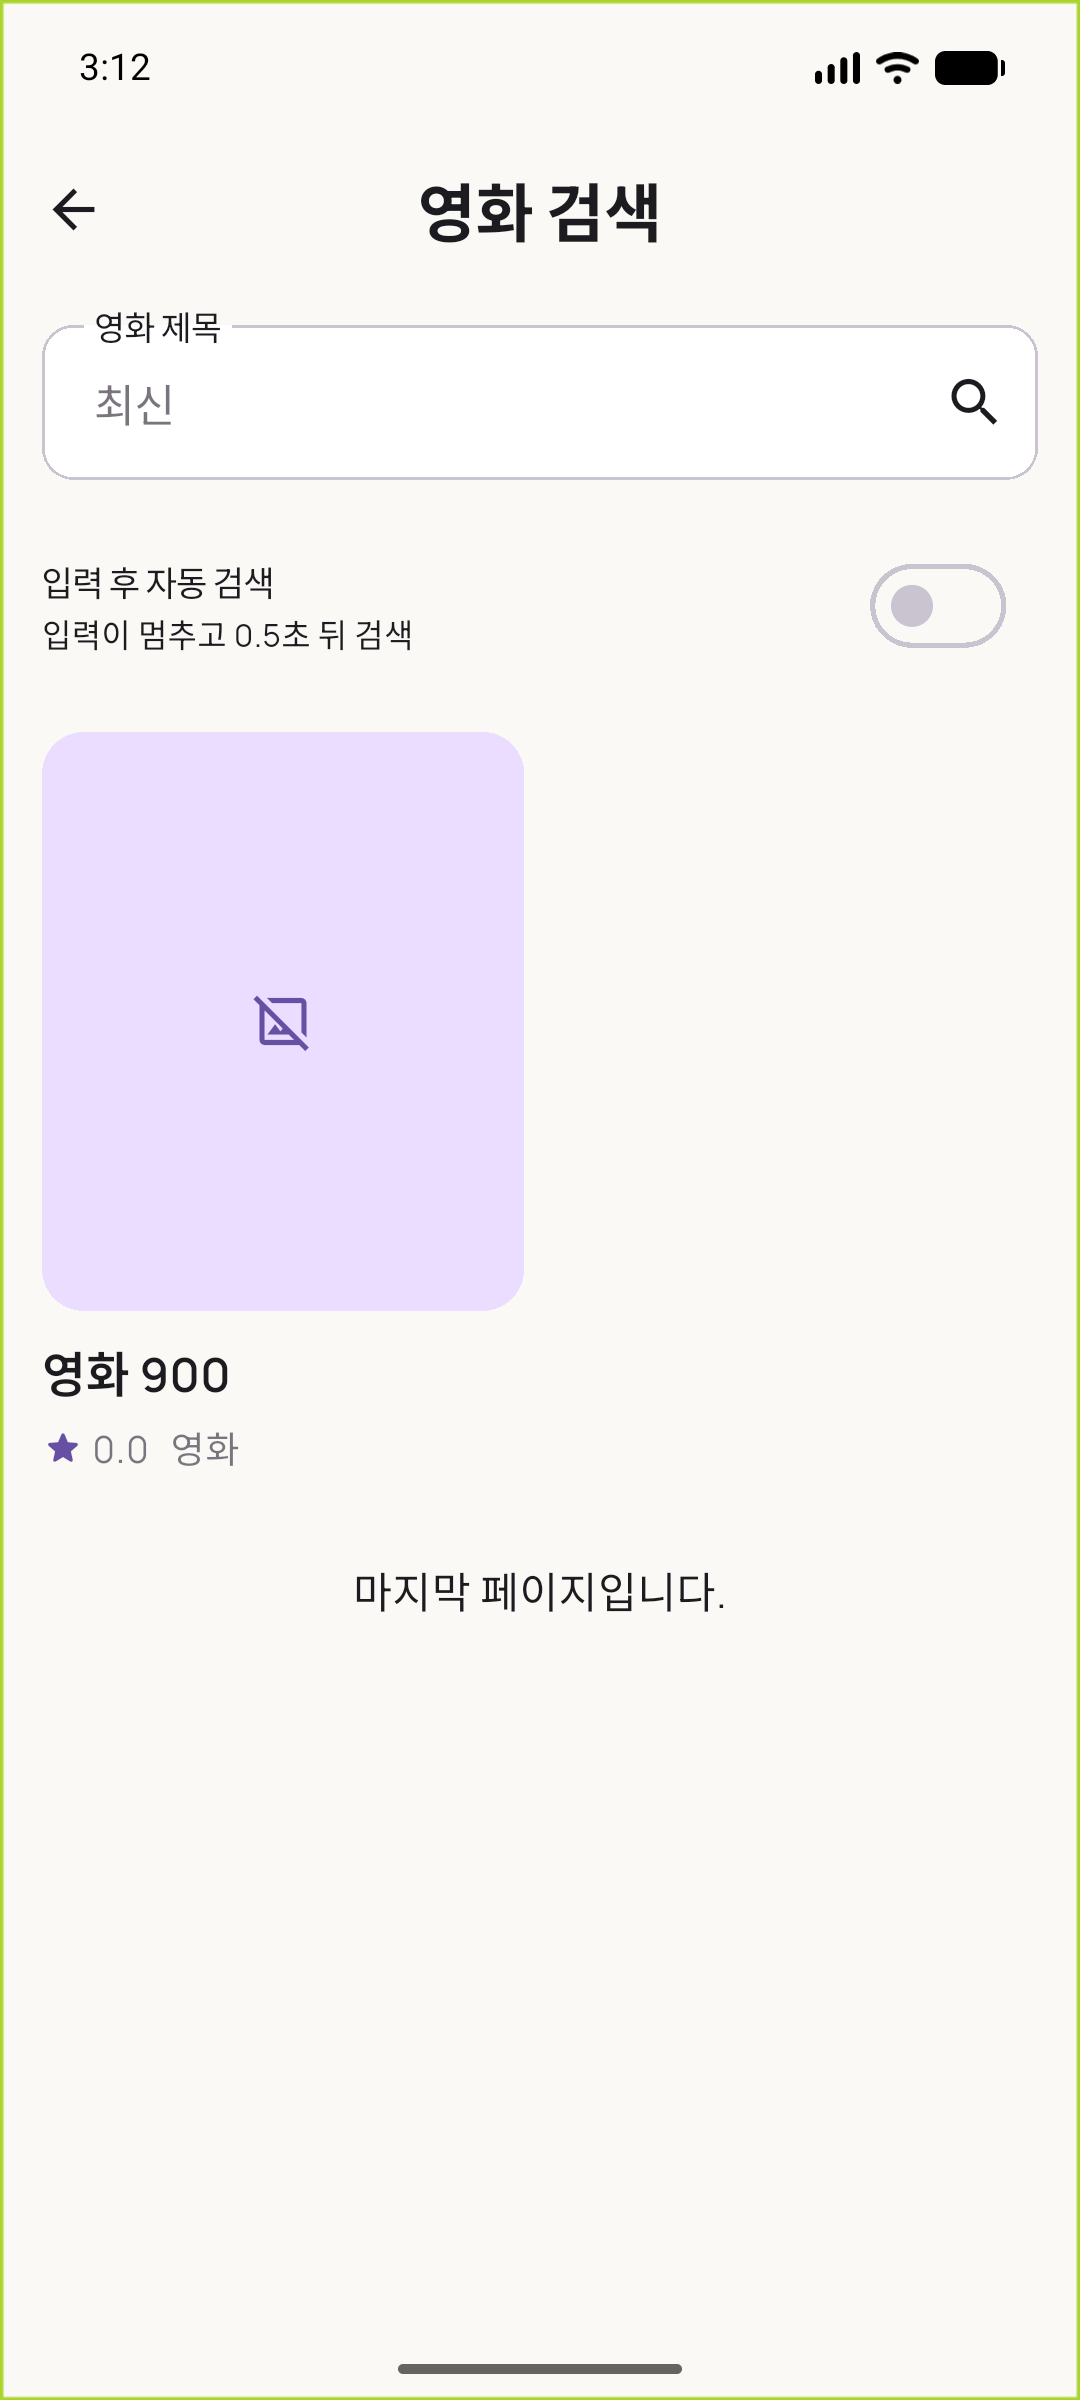 3:12
영화 검색
영화 제목
최신
입력 후 자동 검색
입력이 멈추고 0.5초 뒤 검색
영화 900
0.0 영화
마지막 페이지입니다.